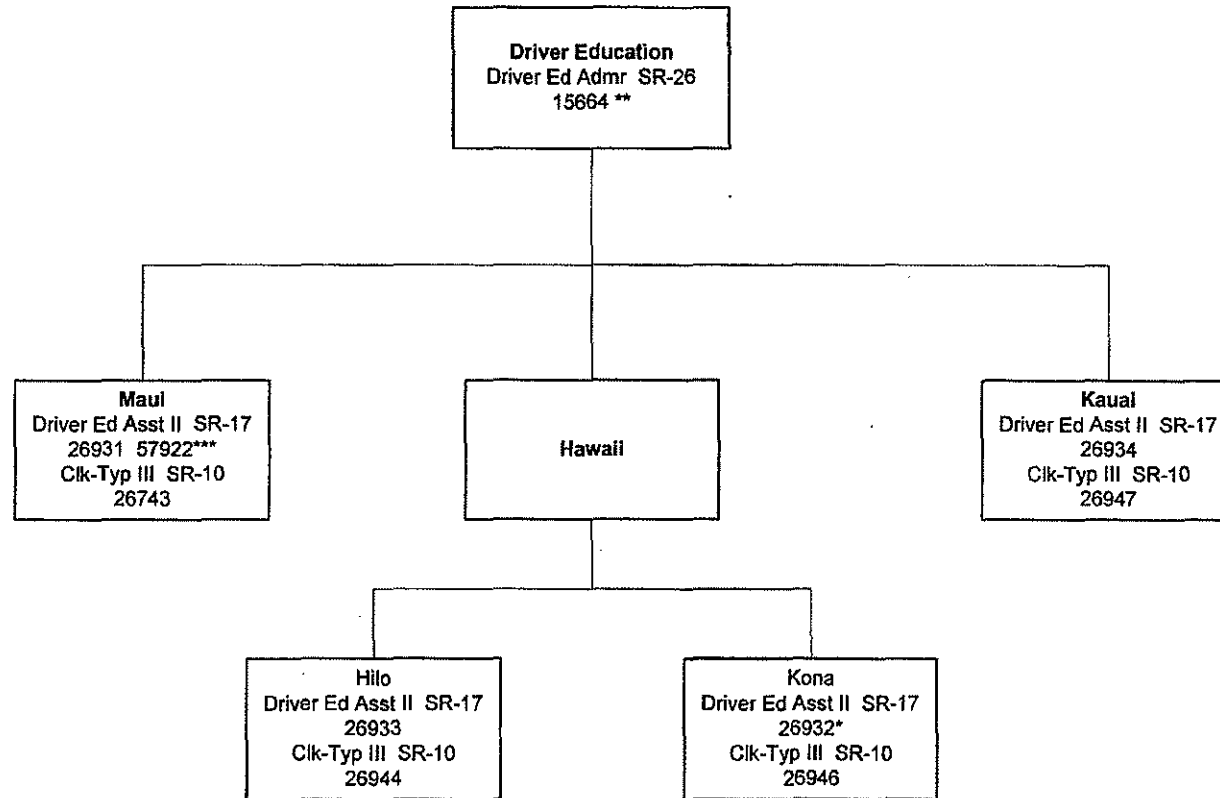 Driver Education
Driver Ed Admr SR-26
15664 **
Maui
Driver Ed Asst II SR-17
26931 57922***
Clk-Typ III SR-10
26743
Hawaii
Kauai
Driver Ed Asst II SR-17
26934
Clk-Typ III SR-10
26947
Hilo
Driver Ed Asst II SR-17
26933
Clk-Typ III SR-10
26944
Kona
Driver Ed Asst II SR-17
26932*
Clk-Typ III SR-10
26946